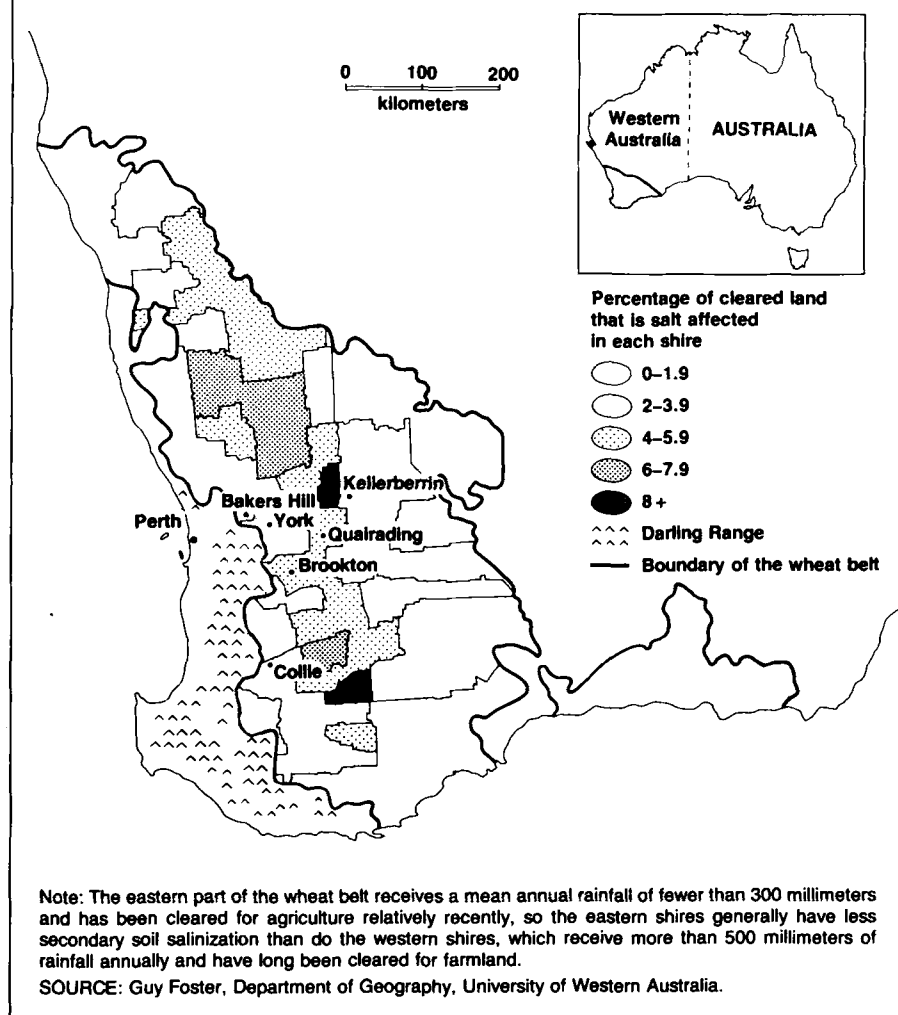 0 100 200
kilometers
Western
Australia
AUSTRALIA
Percentage of cleared land
that is salt affected
in each shire
0–1.9
2–3.9
4–5.9
6–7.9
8+
Darling Range
Boundary of the wheat belt
Kellerberrin
Bakers Hill
York
Perth
Quairading
Brookton
Collie
Note: The eastern part of the wheat belt receives a mean annual rainfall of fewer than 300 millimeters
and has been cleared for agriculture relatively recently, so the eastern shires generally have less
secondary soil salinization than do the western shires, which receive more than 500 millimeters of
rainfall annually and have long been cleared for farmland.
SOURCE: Guy Foster, Department of Geography, University of Western Australia.